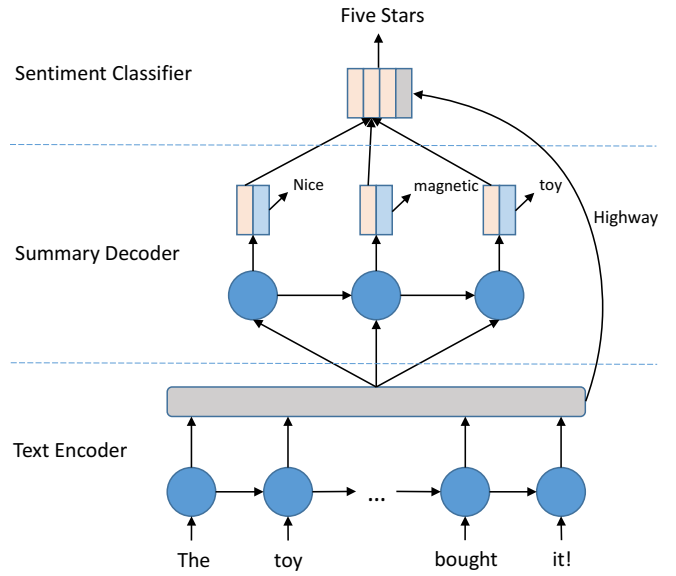 Five Stars
Sentiment Classifier
Nice
magnetic
toy
Highway
Summary Decoder
Text Encoder
...
The toy bought it!